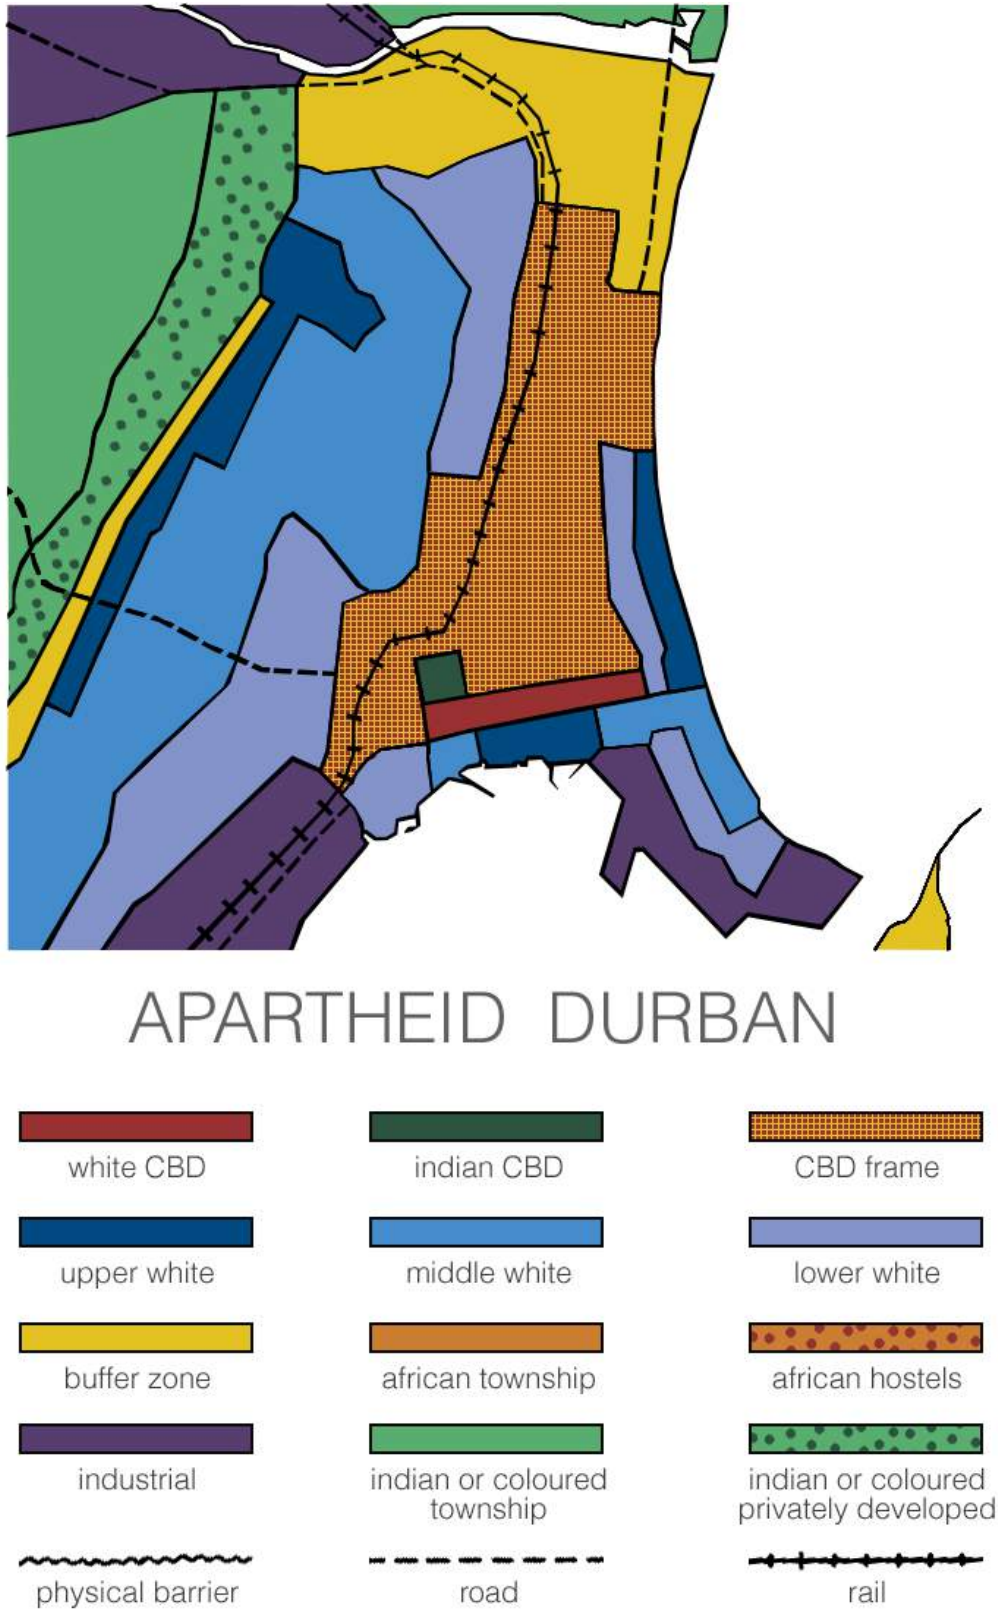 APARTHEID DURBAN
white CBD
indian CBD
CBD frame
upper white
middle white
lower white
buffer zone
african township
african hostels
industrial
indian or coloured
township
indian or coloured
privately developed
physical barrier
road
rail